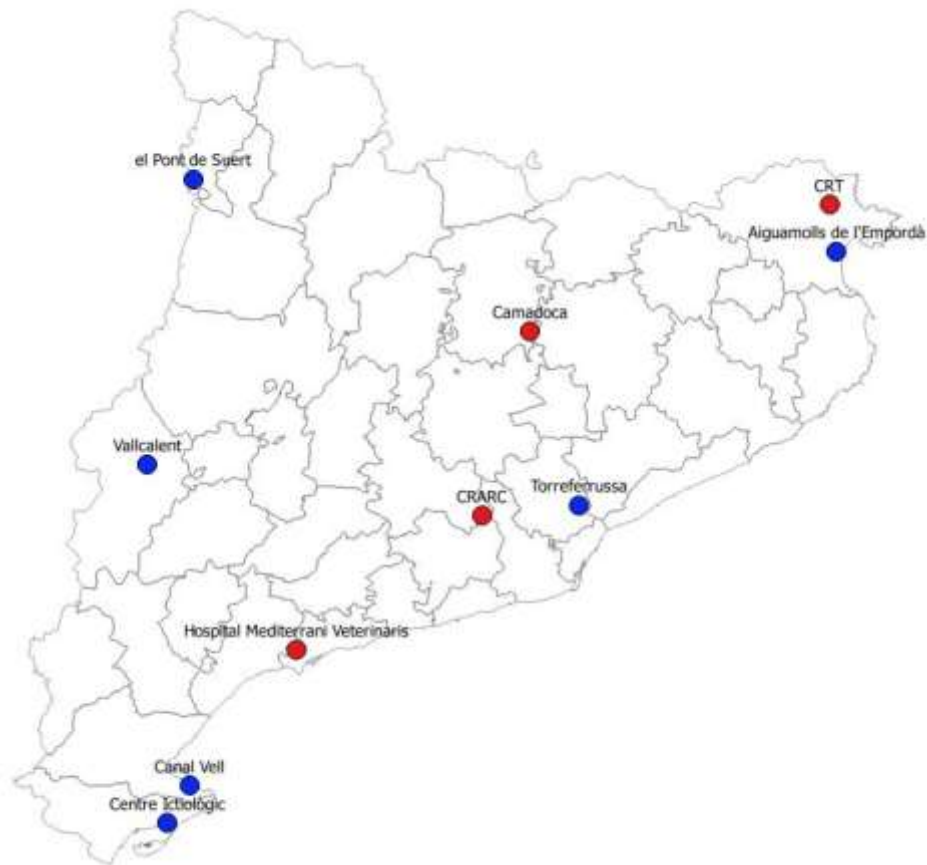 el Pont de Suert
CRT
Aiguamolls de l'Empordà
Camadoca
Vallcalent
Torreferrussa
CRARC
Hospital Mediterrani Veterinaris
Canal Vell
Centre Ictiològic